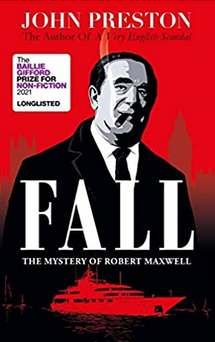 JOHN PRESTON
The Author Of A Very English Scandal
The
BAILLIE
GIFFORD
PRIZE FOR
NON-FICTION
2021
LONGLISTED
FALL
THE MYSTERY OF ROBERT MAXWELL